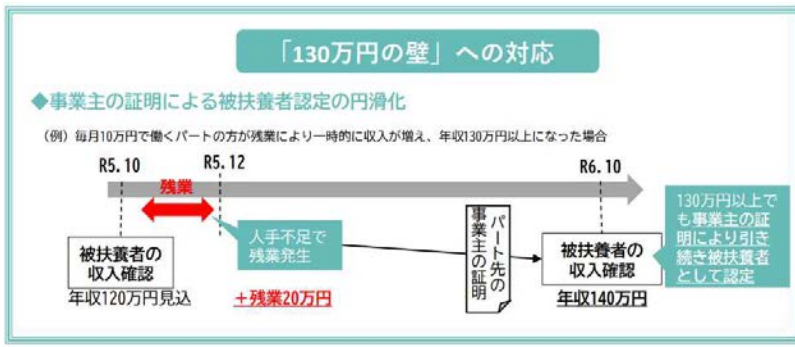 「130万円の壁」への対応
◆事業主の証明による被扶養者認定の円滑化
（例）毎月10万円で働くパートの方が残業により一時的に収入が増え、年収130万円以上になった場合
R5.10
R5.12
R6.10
残業
人手不足で
残業発生
被扶養者の
収入確認
年収120万円見込
＋残業20万円
パート先の
事業主の証明
被扶養者の
収入確認
年収140万円
130万円以上で
も事業主の証
明により引き
続き被扶養者
として認定